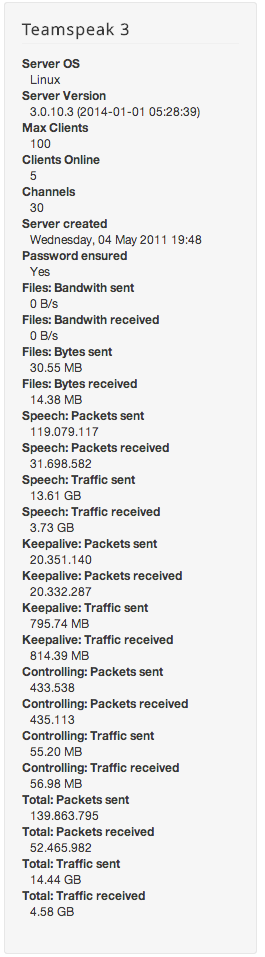 Teamspeak 3
Server OS
Linux
Server Version
3.0.10.3 (2014-01-01 05:28:39)
Max Clients
100
Clients Online
5
Channels
30
Server created
Wednesday, 04 May 2011 19:48
Password ensured
Yes
Files: Bandwith sent
0 B/s
Files: Bandwith received
0 B/s
Files: Bytes sent
30.55 MB
Files: Bytes received
14.38 MB
Speech: Packets sent
119.079.117
Speech: Packets received
31.698.582
Speech: Traffic sent
13.61 GB
Speech: Traffic received
3.73 GB
Keepalive: Packets sent
20.351.140
Keepalive: Packets received
20.332.287
Keepalive: Traffic sent
795.74 MB
Keepalive: Traffic received
814.39 MB
Controlling: Packets sent
433.538
Controlling: Packets received
435.113
Controlling: Traffic sent
55.20 MB
Controlling: Traffic received
56.98 MB
Total: Packets sent
139.863.795
Total: Packets received
52.465.982
Total: Traffic sent
14.44 GB
Total: Traffic received
4.58 GB